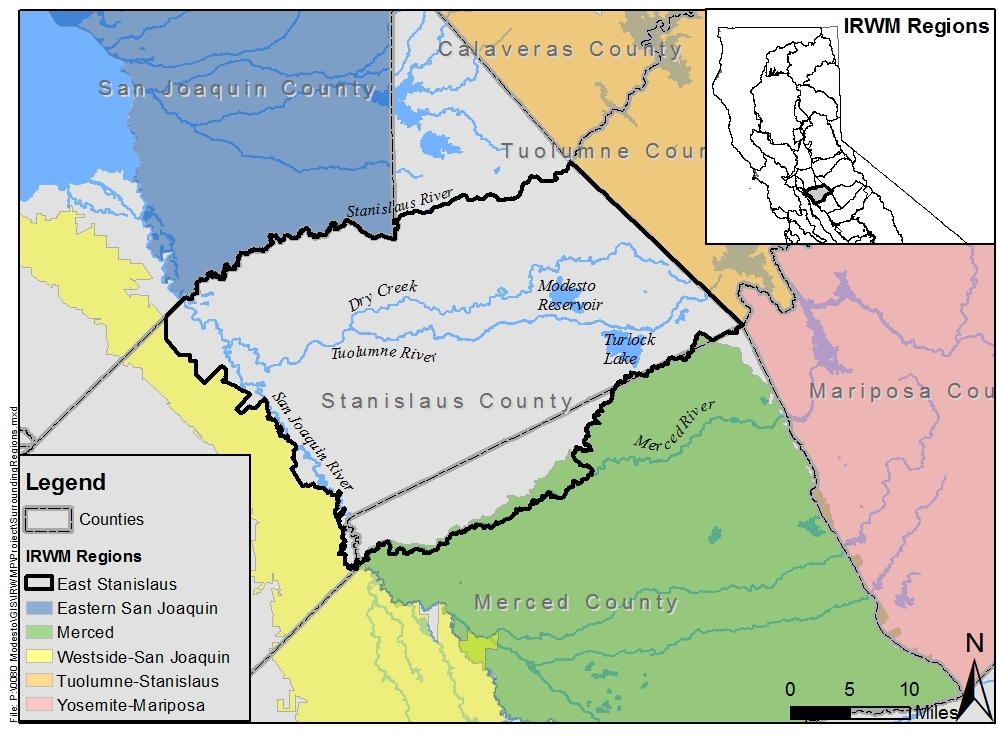 IRWM Regions
Calaveras County
San Joaquin County
Tuolumne Coun
Stanislaus River
Dry Creek
Modesto
Reservoir
Tuolumne River
Turlock
Lake
Stanislaus County
San Joaquin River
Merced River
Mariposa Cou
Merced County
Legend
Counties
IRWM Regions
East Stanislaus
Eastern San Joaquin
Merced
Westside-San Joaquin
Tuolumne-Stanislaus
Yosemite-Mariposa
N
0 5 10
Miles